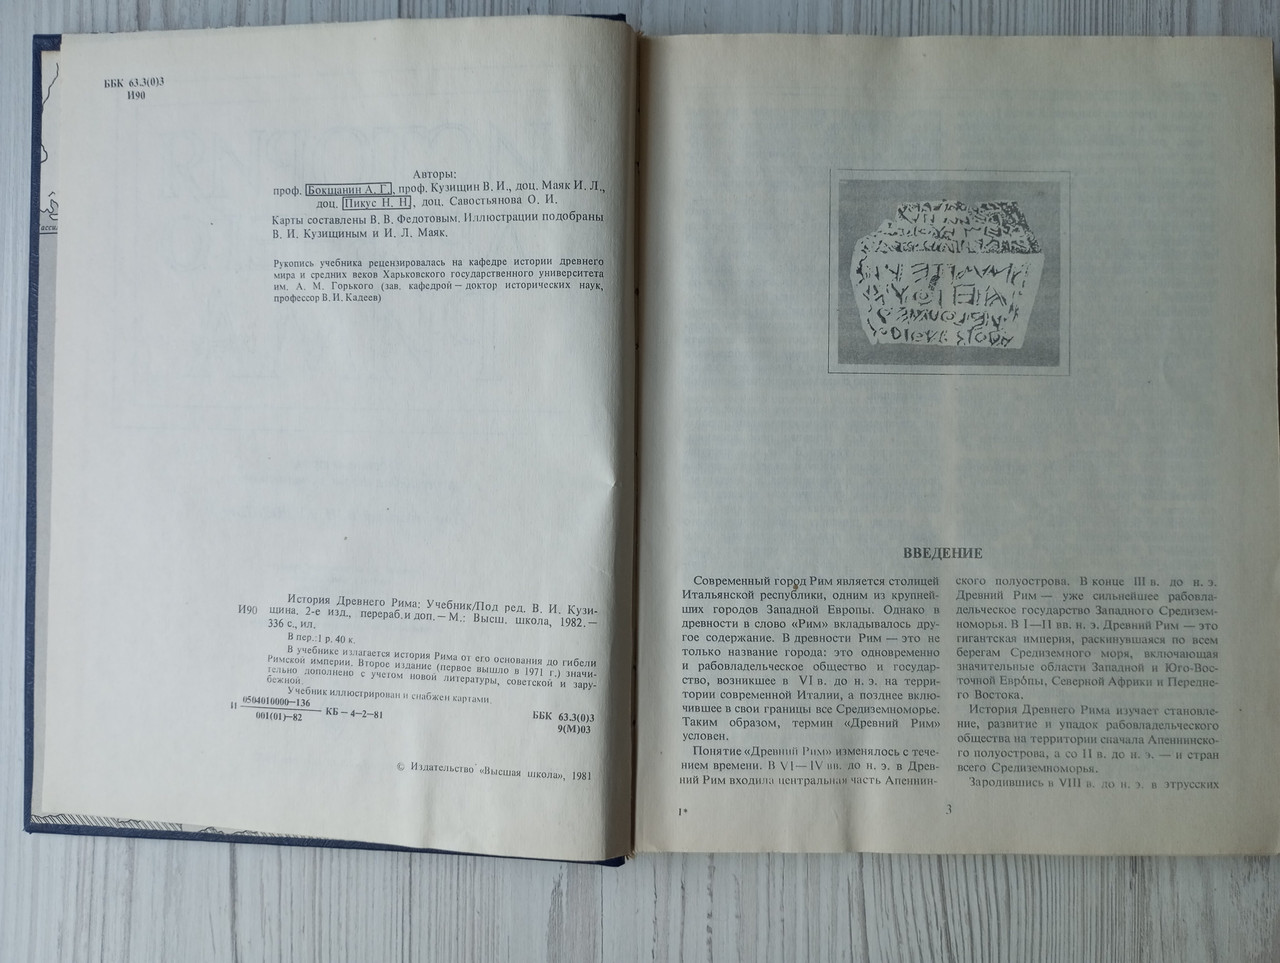 ББК 63.3(0)3
И90
Авторы:
проф. Бокщанин А. Г., проф. Кузищин В. И., доц. Маяк И. Л.,
доц. Пикус Н. Н., доц. Савостьянова О. И.
Карты составлены В. В. Федотовым. Иллюстрации подобраны
В. И. Кузищиным и И. Л. Маяк.
Рукопись учебника рецензировалась на кафедре истории древнего
мира и средних веков Харьковского государственного университета
им. А. М. Горького (зав. кафедрой — доктор исторических наук,
профессор В. И. Кадеев)
История Древнего Рима: Учебник/Под ред. В. И. Кузи-
И90 щина. 2-е изд., перераб. и доп. — М.: Высш. школа, 1982. —
336 с., ил.
В пер.: 1 р. 40 к.
В учебнике излагается история Рима от его основания до гибели
Римской империи. Второе издание (первое вышло в 1971 г.) значи-
тельно дополнено с учетом новой литературы, советской и зару-
бежной.
Учебник иллюстрирован и снабжен картами.
И 0504010000—136
001(01)—82 КБ — 4—2—81
ББК 63.3(0)3
9(М)03
© Издательство «Высшая школа», 1981
ВВЕДЕНИЕ
Современный город Рим является столицей
Итальянской республики, одним из крупней-
ших городов Западной Европы. Однако в
древности в слово «Рим» вкладывалось дру-
гое содержание. В древности Рим — это не
только название города: это одновременно
и рабовладельческое общество и государ-
ство, возникшее в VI в. до н. э. на терри-
тории современной Италии, а позднее вклю-
чившее в свои границы все Средиземноморье.
Таким образом, термин «Древний Рим»
условен.
Понятие «Древний Рим» изменялось с тече-
нием времени. В VI—IV вв. до н. э. в Древ-
ний Рим входила центральная часть Апеннин-
ского полуострова. В конце III в. до н. э.
Древний Рим — уже сильнейшее рабовла-
дельческое государство Западного Средизем-
номорья. В I—II вв. н. э. Древний Рим — это
гигантская империя, раскинувшаяся по всем
берегам Средиземного моря, включающая
значительные области Западной и Юго-Вос-
точной Европы, Северной Африки и Передне-
го Востока.
История Древнего Рима изучает становле-
ние, развитие и упадок рабовладельческого
общества на территории сначала Апеннинско-
го полуострова, а со II в. до н. э. — и стран
всего Средиземноморья.
Зародившись в VIII в. до н. э. в этрусских
1*
3